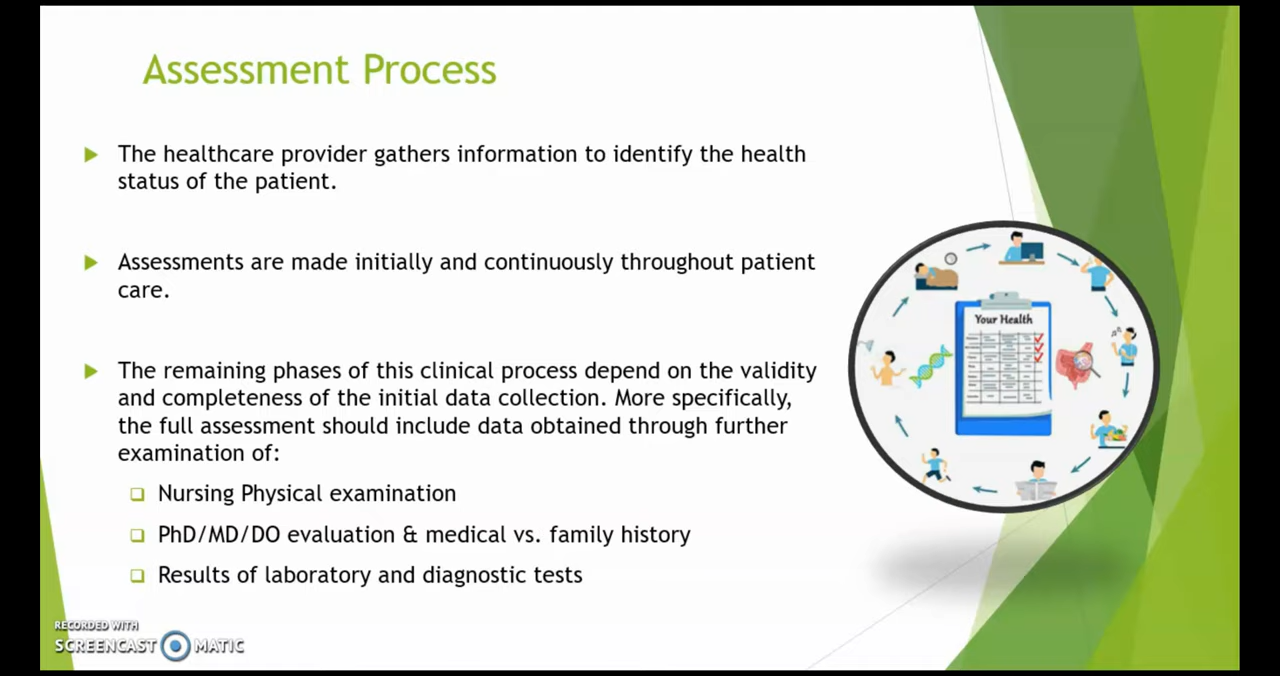 Assessment Process
The healthcare provider gathers information to identify the health
status of the patient.
Assessments are made initially and continuously throughout patient
care.
The remaining phases of this clinical process depend on the validity
and completeness of the initial data collection. More specifically,
the full assessment should include data obtained through further
examination of:
Nursing Physical examination
PhD/MD/DO evaluation & medical vs. family history
Results of laboratory and diagnostic tests
Your Health
RECORDED WITH
SCREENCAST MATIC